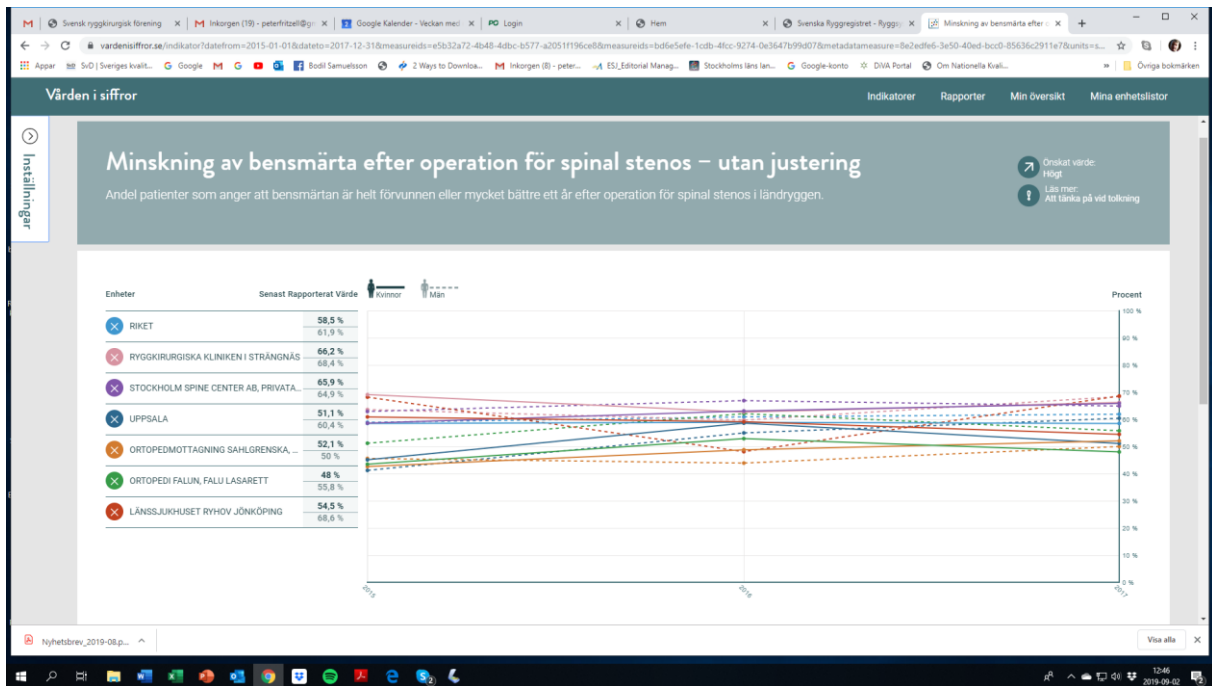 Svensk ryggkirurgisk förening
Inkorgen (19) - peterfritzell@gm
Google Kalender - Veckan med
Login
Hem
Svenska Ryggregistret - Ryggsy
Minskning av bensmärta efter o
vardenisiffror.se/indikator?datefrom=2015-01-01&dateto=2017-12-31&measureids=e5b32a72-4b48-4dbc-b577-a2051f196ce8&measureids=bd6e5efe-1cdb-4fcc-9274-0e3647b99d07&metadatameasure=8e2edfe6-3e50-40ed-bcc0-85636c2911e7&units=s...
Appar
SvD | Sveriges kvalit...
Google
Bodil Samuelsson
2 Ways to Downloa...
Inkorgen (8) - peter...
ESJ_Editorial Manag...
Stockholms läns lan...
Google-konto
DiVA Portal
Om Nationella Kvali...
Övriga bokmärken
Vården i siffror
Indikatorer
Rapporter
Min översikt
Mina enhetslistor
Inställningar
Minskning av bensmärta efter operation för spinal stenos – utan justering
Andel patienter som anger att bensmärtan är helt förvunnen eller mycket bättre ett år efter operation för spinal stenos i ländryggen.
Önskat värde:
Högt
Läs mer:
Att tänka på vid tolkning
Enheter
Senast Rapporterat Värde
Kvinnor
Män
Procent
RIKET
58,5 %
61,9 %
RYGGKIRURGISKA KLINIKEN I STRÄNGNÄS
66,2 %
68,4 %
STOCKHOLM SPINE CENTER AB, PRIVATA...
65,9 %
64,9 %
UPPSALA
51,1 %
60,4 %
ORTOPEDMOTTAGNING SAHLGRENSKA, ...
52,1 %
50 %
ORTOPEDI FALUN, FALU LASARETT
48 %
55,8 %
LÄNSSJUKHUSET RYHOV JÖNKÖPING
54,5 %
68,6 %
100 %
90 %
80 %
70 %
60 %
50 %
40 %
30 %
20 %
10 %
0 %
2015
2016
2017
Nyhetsbrev_2019-08.p...
Visa alla
12:46
2019-09-02